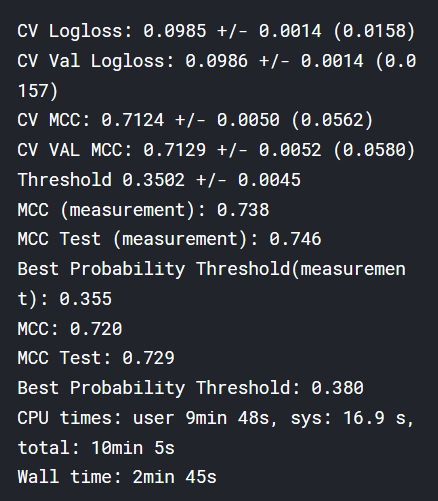 CV Logloss: 0.0985 +/- 0.0014 (0.0158)
CV Val Logloss: 0.0986 +/- 0.0014 (0.0
157)
CV MCC: 0.7124 +/- 0.0050 (0.0562)
CV VAL MCC: 0.7129 +/- 0.0052 (0.0580)
Threshold 0.3502 +/- 0.0045
MCC (measurement): 0.738
MCC Test (measurement): 0.746
Best Probability Threshold(measuremen
t): 0.355
MCC: 0.720
MCC Test: 0.729
Best Probability Threshold: 0.380
CPU times: user 9min 48s, sys: 16.9 s,
total: 10min 5s
Wall time: 2min 45s